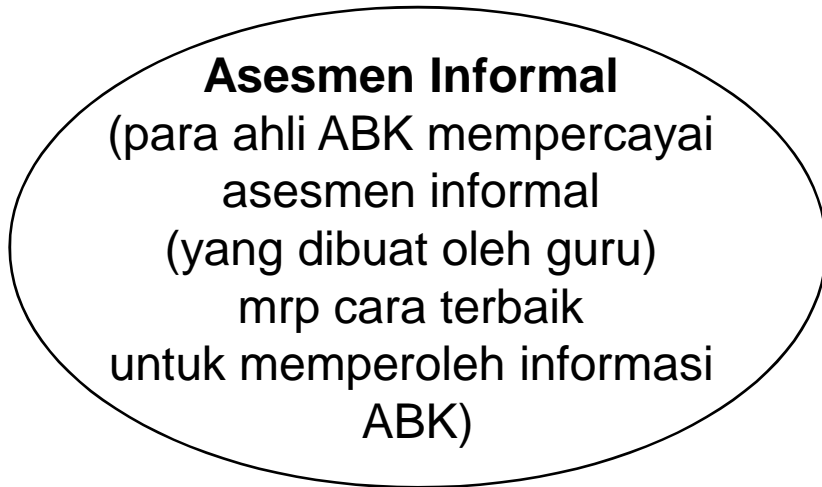 Asesmen Informal
(para ahli ABK mempercayai
asesmen informal
(yang dibuat oleh guru)
mrp cara terbaik
untuk memperoleh informasi
ABK)